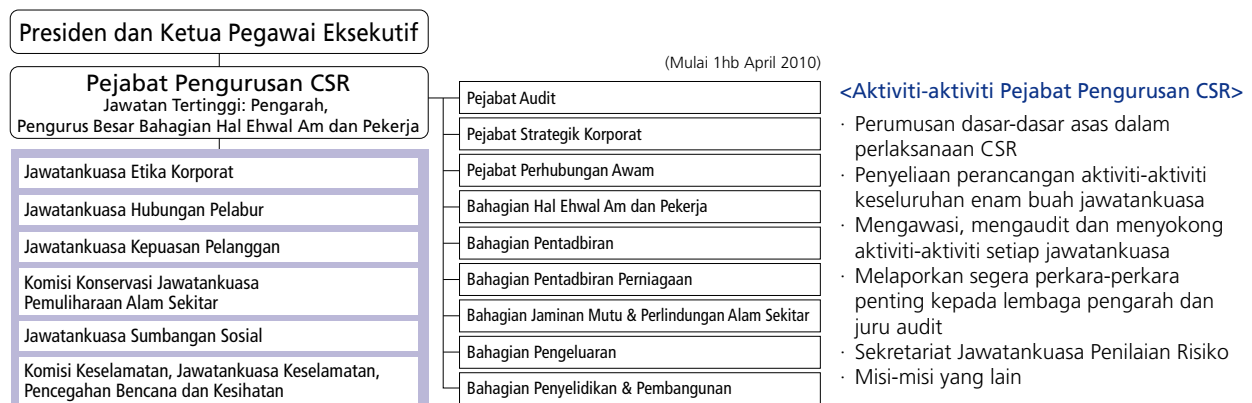 Presiden dan Ketua Pegawai Eksekutif
Pejabat Pengurusan CSR
Jawatan Tertinggi: Pengarah,
Pengurus Besar Bahagian Hal Ehwal Am dan Pekerja
Jawatankuasa Etika Korporat
Jawatankuasa Hubungan Pelabur
Jawatankuasa Kepuasan Pelanggan
Komisi Konservasi Jawatankuasa
Pemuliharaan Alam Sekitar
Jawatankuasa Sumbangan Sosial
Komisi Keselamatan, Jawatankuasa Keselamatan,
Pencegahan Bencana dan Kesihatan
(Mulai 1hb April 2010)
Pejabat Audit
Pejabat Strategik Korporat
Pejabat Perhubungan Awam
Bahagian Hal Ehwal Am dan Pekerja
Bahagian Pentadbiran
Bahagian Pentadbiran Perniagaan
Bahagian Jaminan Mutu & Perlindungan Alam Sekitar
Bahagian Pengeluaran
Bahagian Penyelidikan & Pembangunan
<Aktiviti-aktiviti Pejabat Pengurusan CSR>
· Perumusan dasar-dasar asas dalam
perlaksanaan CSR
· Penyeliaan perancangan aktiviti-aktiviti
keseluruhan enam buah jawatankuasa
· Mengawasi, mengaudit dan menyokong
aktiviti-aktiviti setiap jawatankuasa
· Melaporkan segera perkara-perkara
penting kepada lembaga pengarah dan
juru audit
· Sekretariat Jawatankuasa Penilaian Risiko
· Misi-misi yang lain